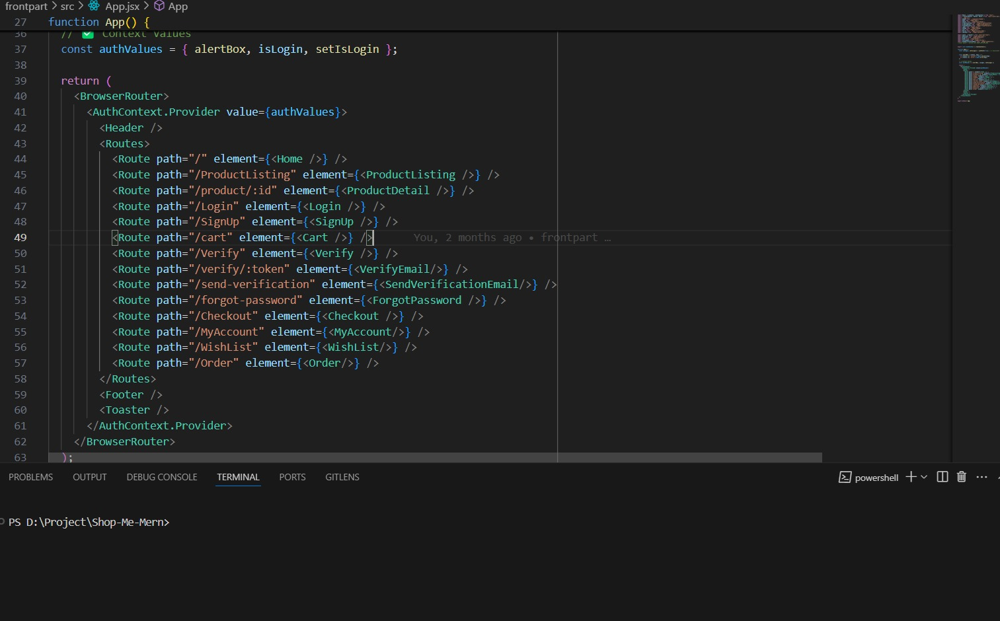 frontpart > src > App.jsx > App
27 function App() {
36 // ✅ Context Values
37 const authValues = { alertBox, isLogin, setIsLogin };
38
39 return (
40 <BrowserRouter>
41 <AuthContext.Provider value={authValues}>
42 <Header />
43 <Routes>
44 <Route path="/" element={<Home />} />
45 <Route path="/ProductListing" element={<ProductListing />} />
46 <Route path="/product/:id" element={<ProductDetail />} />
47 <Route path="/Login" element={<Login />} />
48 <Route path="/SignUp" element={<SignUp />} />
49 <Route path="/cart" element={<Cart />} /> You, 2 months ago • frontpart …
50 <Route path="/Verify" element={<Verify />} />
51 <Route path="/verify/:token" element={<VerifyEmail/>} />
52 <Route path="/send-verification" element={<SendVerificationEmail/>} />
53 <Route path="/forgot-password" element={<ForgotPassword />} />
54 <Route path="/Checkout" element={<Checkout />} />
55 <Route path="/MyAccount" element={<MyAccount/>} />
56 <Route path="/WishList" element={<WishList/>} />
57 <Route path="/Order" element={<Order/>} />
58 </Routes>
59 <Footer />
60 <Toaster />
61 </AuthContext.Provider>
62 </BrowserRouter>
63 );
PROBLEMS OUTPUT DEBUG CONSOLE TERMINAL PORTS GITLENS powershell
PS D:\Project\Shop-Me-Mern>